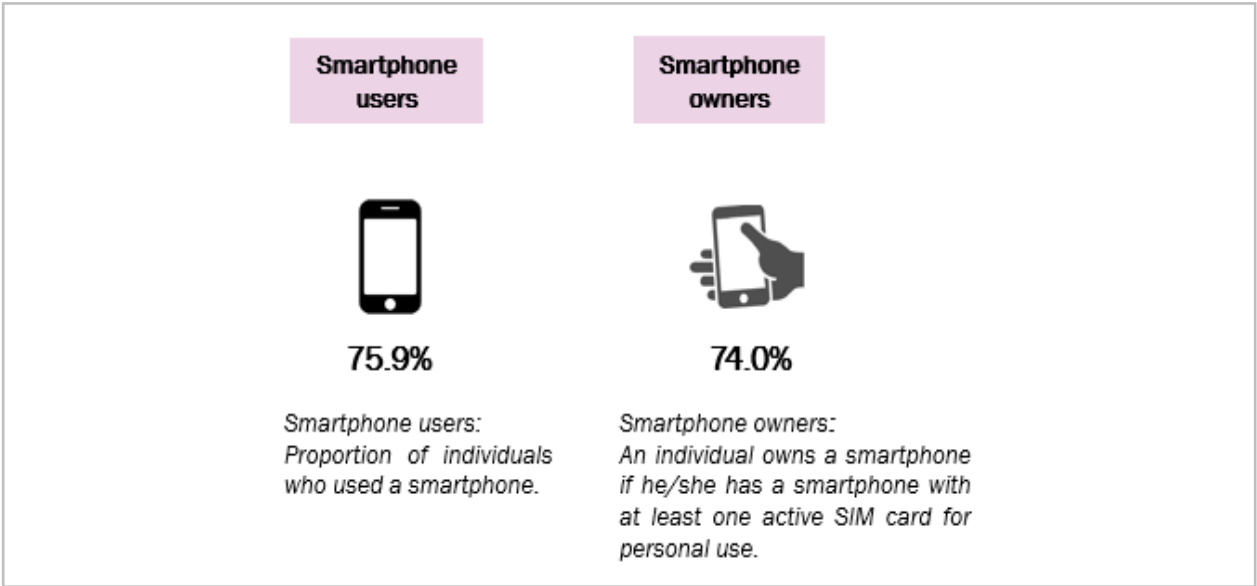 Smartphone
users
Smartphone
owners
75.9%
74.0%
Smartphone users:
Proportion of individuals
who used a smartphone.
Smartphone owners:
An individual owns a smartphone
if he/she has a smartphone with
at least one active SIM card for
personal use.